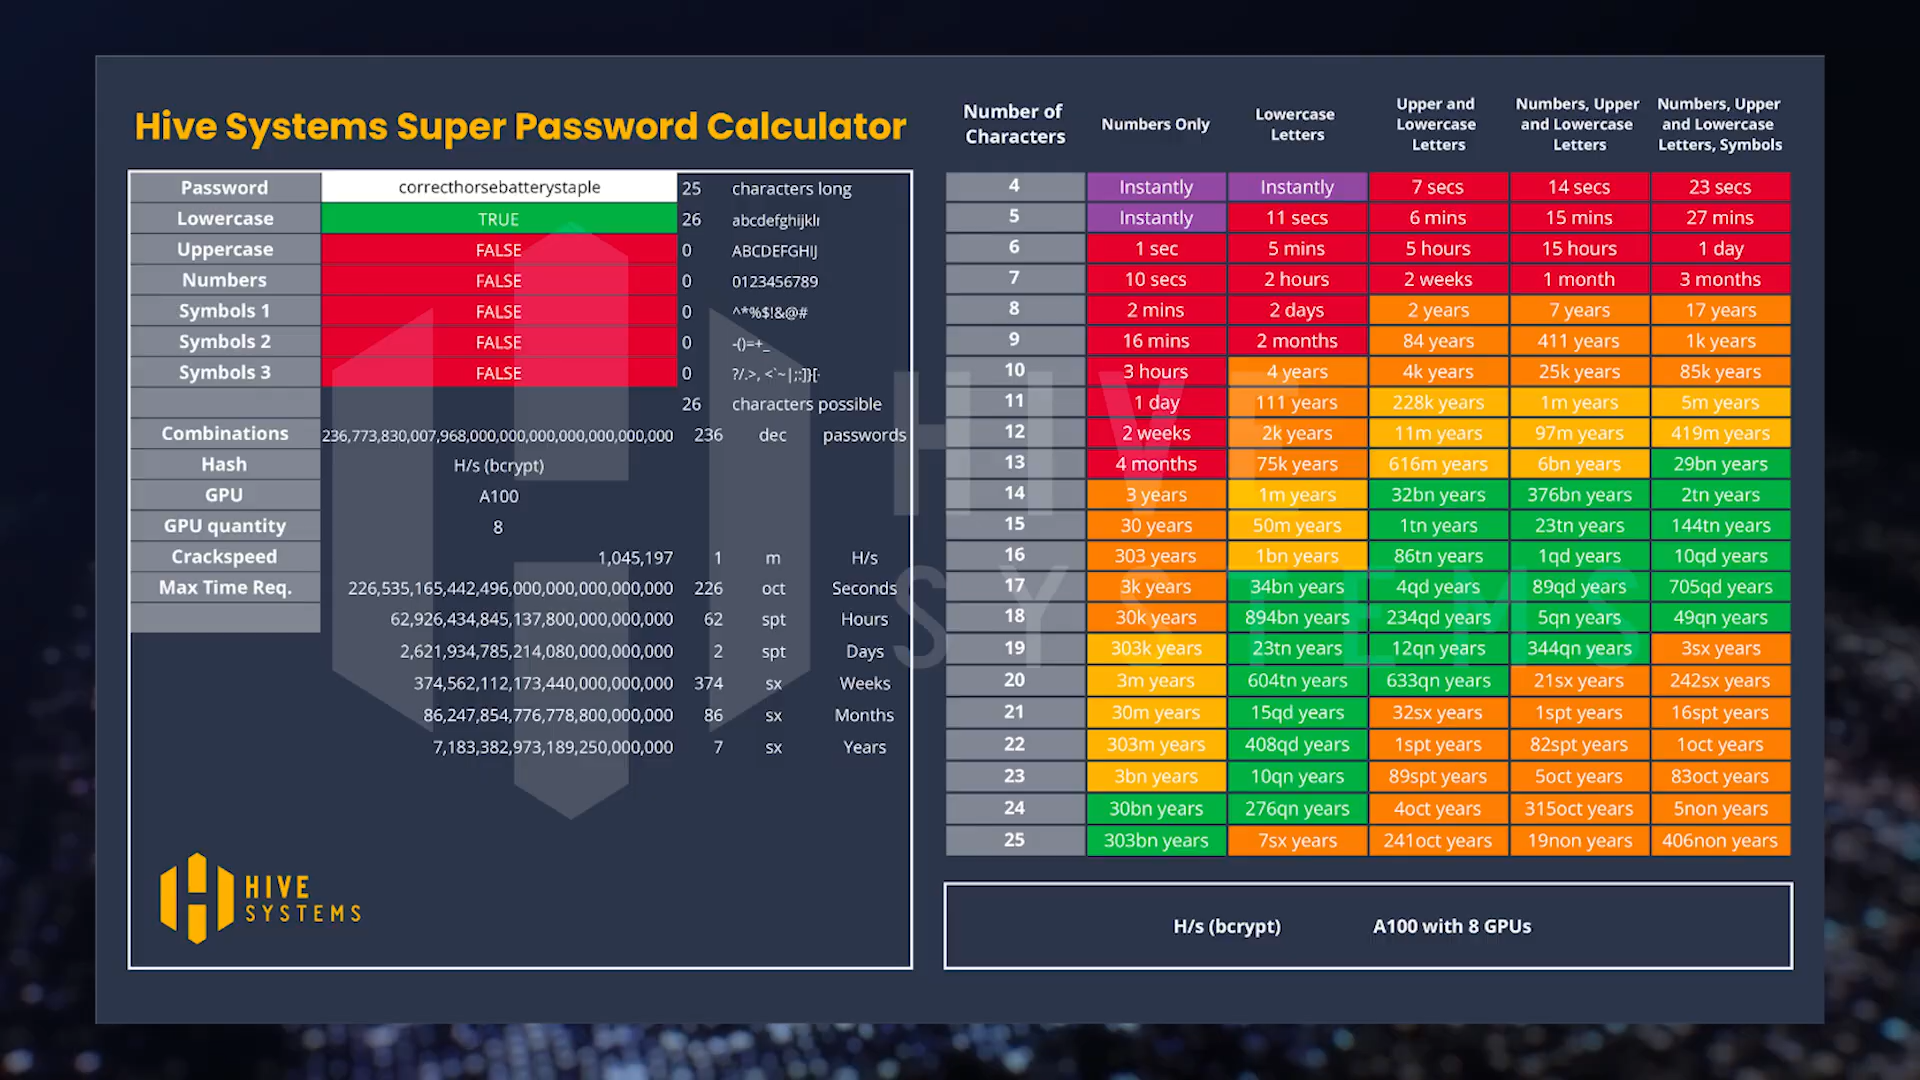 Hive Systems Super Password Calculator
Password correcthorsebatterystaple 25 characters long
Lowercase TRUE 26 abcdefghijklr
Uppercase FALSE 0 ABCDEFGHIJ
Numbers FALSE 0 0123456789
Symbols 1 FALSE 0 ^*%$!&@#
Symbols 2 FALSE 0 -()=+_
Symbols 3 FALSE 0 ?/.>, <`~|;:]}[·
26 characters possible
Combinations 236,773,830,007,968,000,000,000,000,000,000,000 236 dec passwords
Hash H/s (bcrypt)
GPU A100
GPU quantity 8
Crackspeed 1,045,197 1 m H/s
Max Time Req. 226,535,165,442,496,000,000,000,000,000 226 oct Seconds
62,926,434,845,137,800,000,000,000 62 spt Hours
2,621,934,785,214,080,000,000,000 2 spt Days
374,562,112,173,440,000,000,000 374 sx Weeks
86,247,854,776,778,800,000,000 86 sx Months
7,183,382,973,189,250,000,000 7 sx Years
HIVE
SYSTEMS
Number of Characters Numbers Only Lowercase Letters Upper and Lowercase Letters Numbers, Upper and Lowercase Letters Numbers, Upper and Lowercase Letters, Symbols
4 Instantly Instantly 7 secs 14 secs 23 secs
5 Instantly 11 secs 6 mins 15 mins 27 mins
6 1 sec 5 mins 5 hours 15 hours 1 day
7 10 secs 2 hours 2 weeks 1 month 3 months
8 2 mins 2 days 2 years 7 years 17 years
9 16 mins 2 months 84 years 411 years 1k years
10 3 hours 4 years 4k years 25k years 85k years
11 1 day 111 years 228k years 1m years 5m years
12 2 weeks 2k years 11m years 97m years 419m years
13 4 months 75k years 616m years 6bn years 29bn years
14 3 years 1m years 32bn years 376bn years 2tn years
15 30 years 50m years 1tn years 23tn years 144tn years
16 303 years 1bn years 86tn years 1qd years 10qd years
17 3k years 34bn years 4qd years 89qd years 705qd years
18 30k years 894bn years 234qd years 5qn years 49qn years
19 303k years 23tn years 12qn years 344qn years 3sx years
20 3m years 604tn years 633qn years 21sx years 242sx years
21 30m years 15qd years 32sx years 1spt years 16spt years
22 303m years 408qd years 1spt years 82spt years 1oct years
23 3bn years 10qn years 89spt years 5oct years 83oct years
24 30bn years 276qn years 4oct years 315oct years 5non years
25 303bn years 7sx years 241oct years 19non years 406non years
H/s (bcrypt) A100 with 8 GPUs
HIVE
SYSTEMS